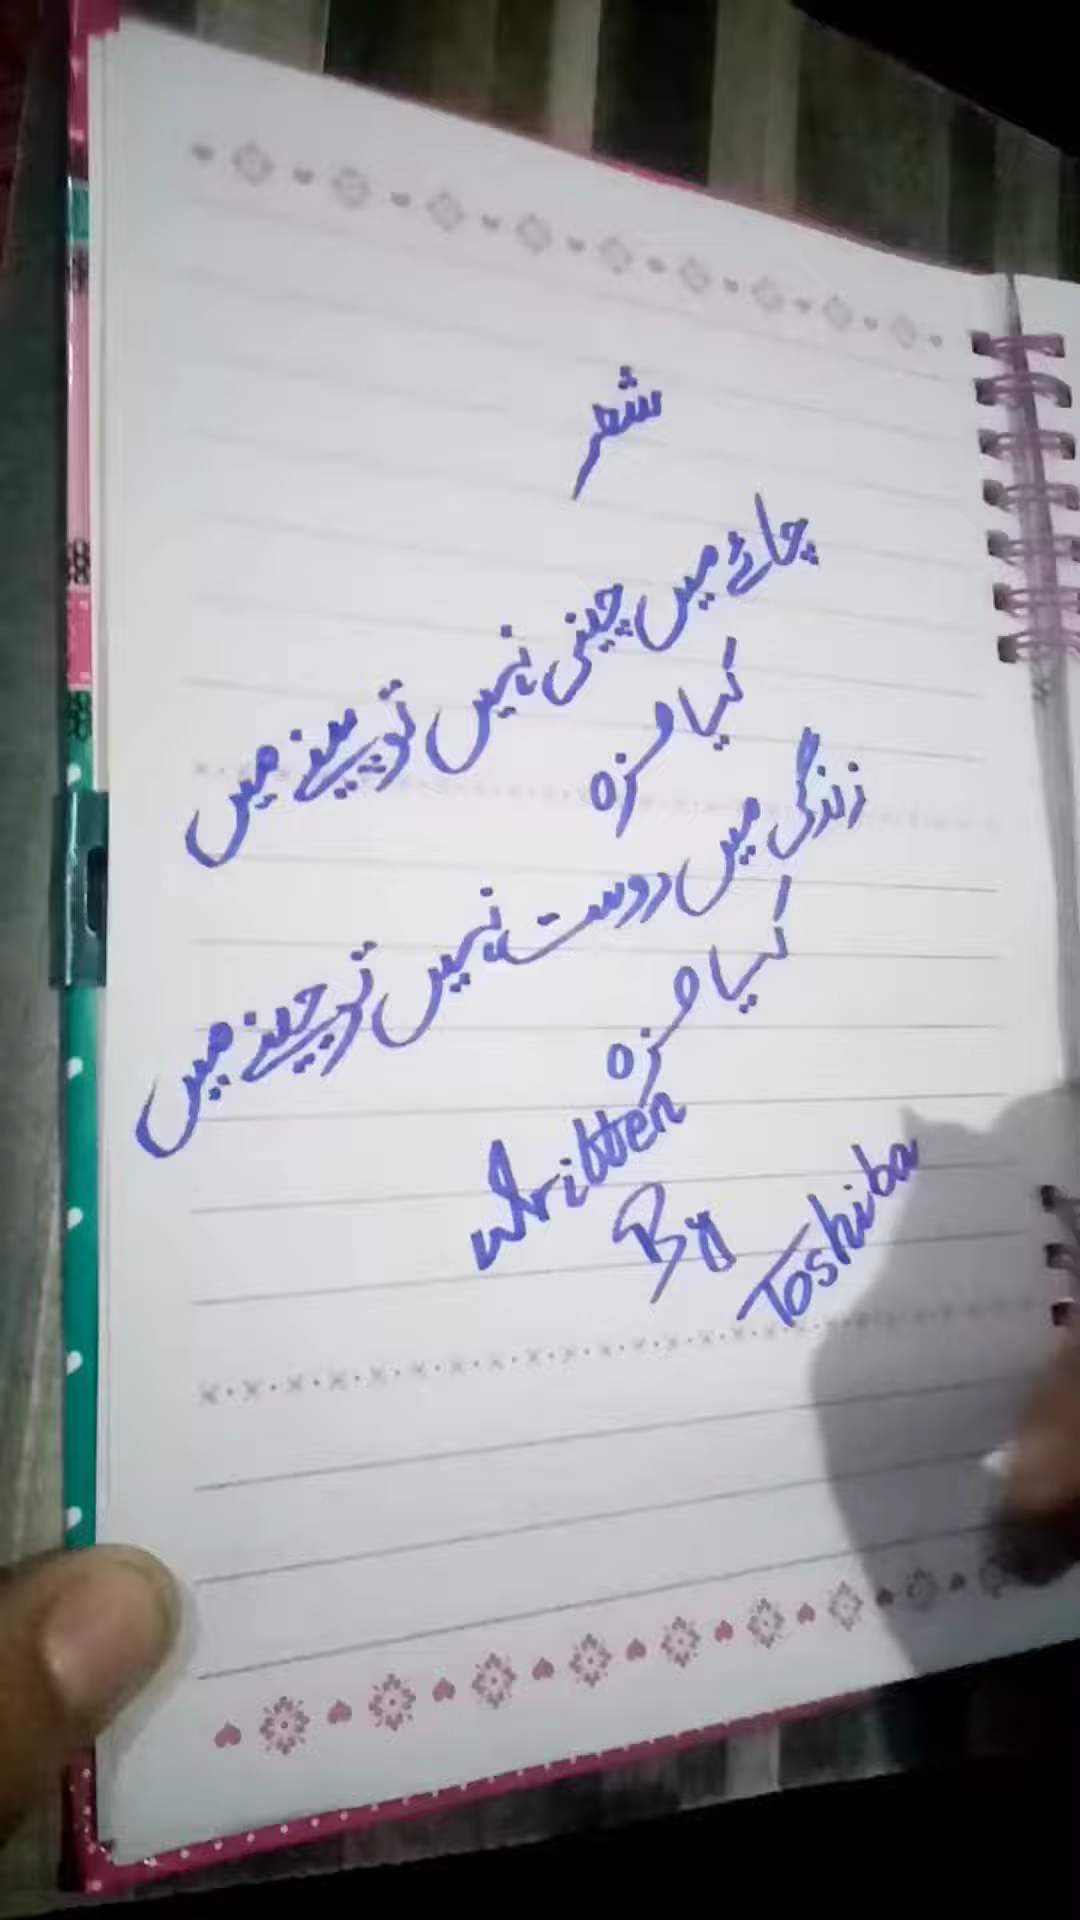 شعر
چائے میں چینی نہیں تو پینے میں
کیا مزہ
زندگی میں دوست نہیں تو جینے میں
کیا مزہ
Written
By
Toshiba